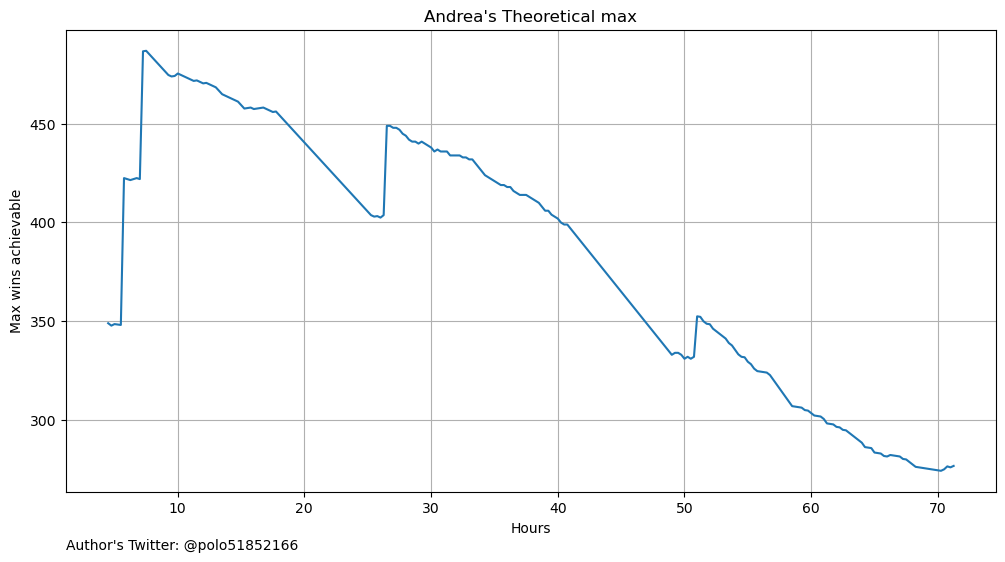 Andrea's Theoretical max
Max wins achievable
450
400
350
300
10 20 30 40 50 60 70
Hours
Author's Twitter: @polo51852166